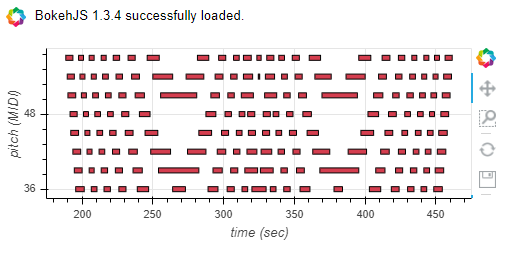 BokehJS 1.3.4 successfully loaded.
pitch (MIDI)
48
36
200 250 300 350 400 450
time (sec)